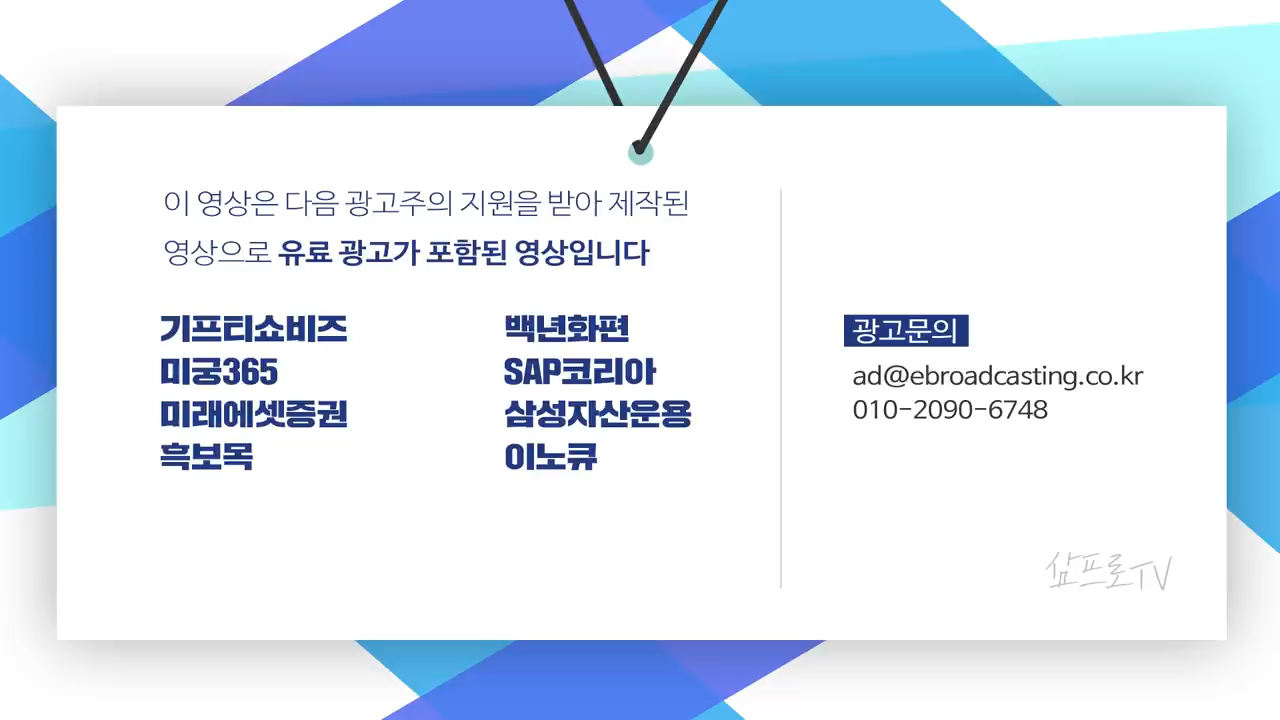 이 영상은 다음 광고주의 지원을 받아 제작된
영상으로 유료 광고가 포함된 영상입니다
기프티쇼비즈
미궁365
미래에셋증권
흑보목
백년화편
SAP코리아
삼성자산운용
이노큐
광고문의
ad@ebroadcasting.co.kr
010-2090-6748
삼프로TV